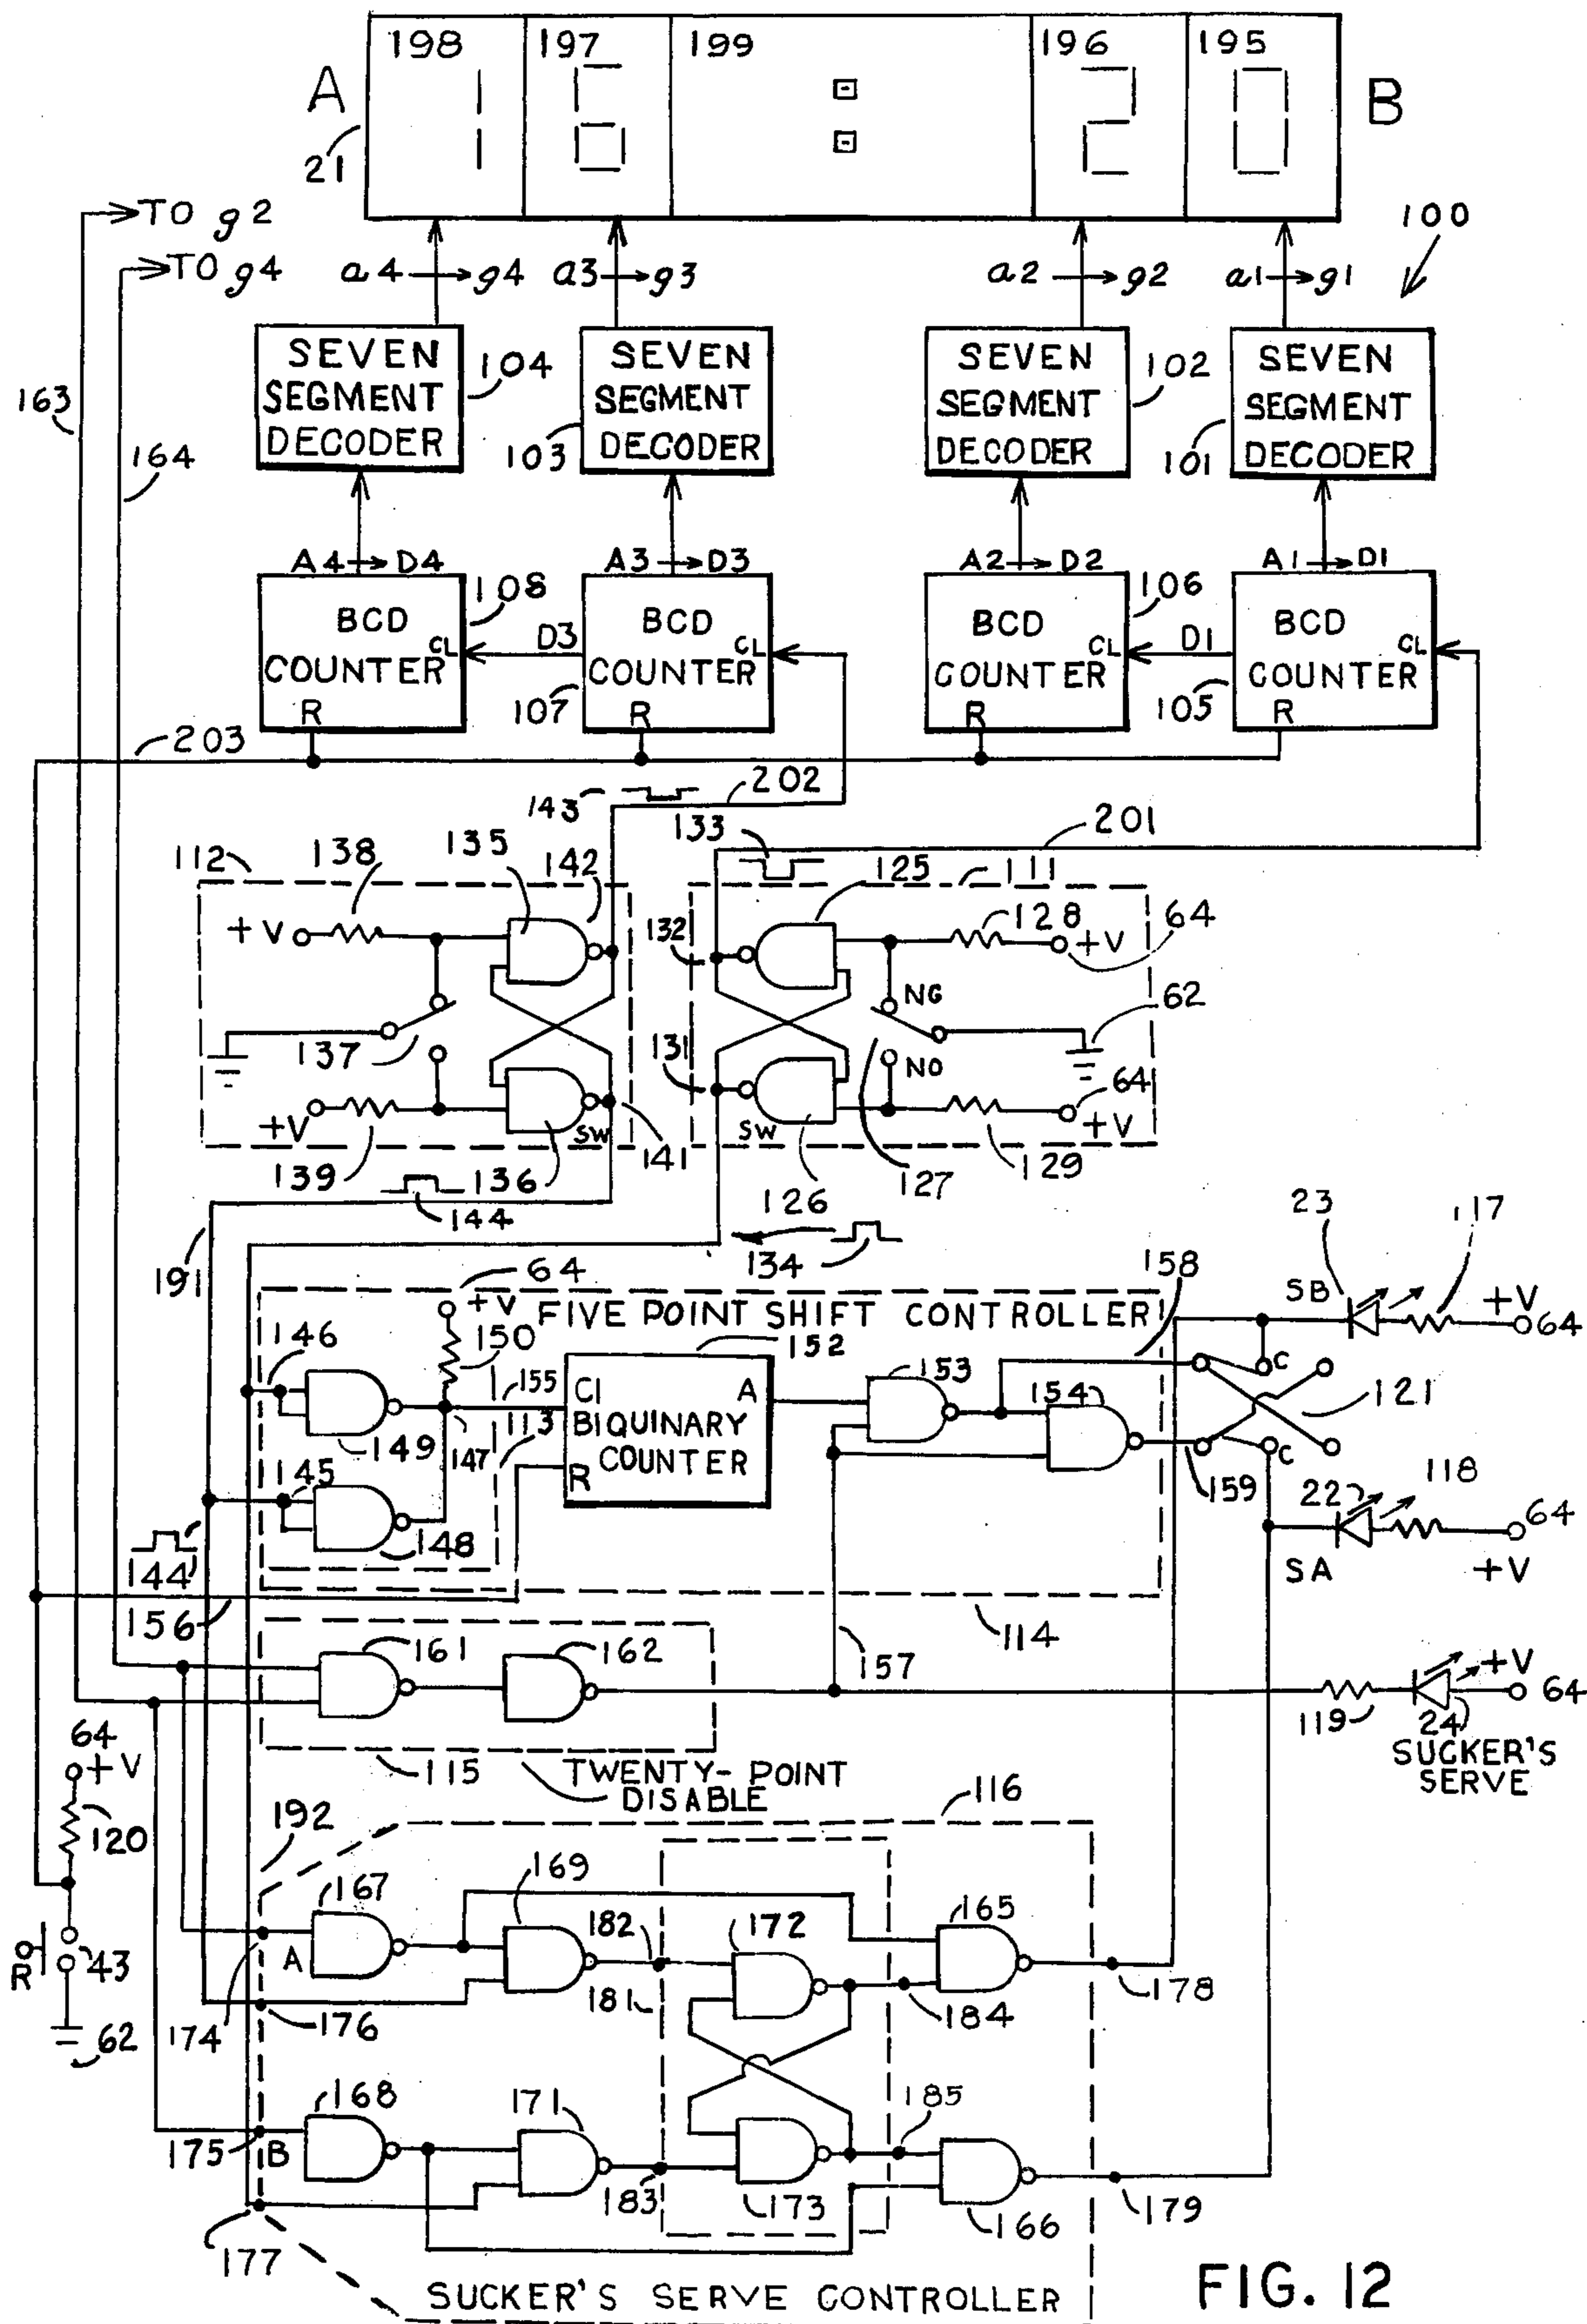 198 197 199 196 195
A B
21
TO g2
TO g4 a4 g4 a3 g3 a2 g2 a1 g1 100
SEVEN SEGMENT DECODER 104
SEVEN SEGMENT DECODER 103
SEVEN SEGMENT DECODER 102
SEVEN SEGMENT DECODER 101
163
164
A4 D4 A3 D3 A2 D2 A1 D1
BCD COUNTER CL R 108
D3
BCD COUNTER CL R 107
BCD COUNTER CL R 106
D1
BCD COUNTER CL R 105
203
143 202
133 201
112 138 135 142 125 111
+V 132 128 64 +V
NG 62
137 131 NO
64
+V SW 141 SW +V
139 136 126 127 129
144
191 134 158 23 117
64
+V FIVE POINT SHIFT CONTROLLER SB +V 64
146 150 152
155 CI A 153 C
113 BIQUINARY COUNTER 154 121
149 147 R C
145 159 22 118
148 64
144 SA +V
156 114
161 162 157 +V
64
119 24
64 SUCKER'S
+V 115 TWENTY-POINT SERVE
DISABLE 116
120 192
167 169 165
182 172
A
R 43 181 184 178
174 176
62
168 171 185
175 B
183 173 179
166
177
SUCKER'S SERVE CONTROLLER
FIG. 12